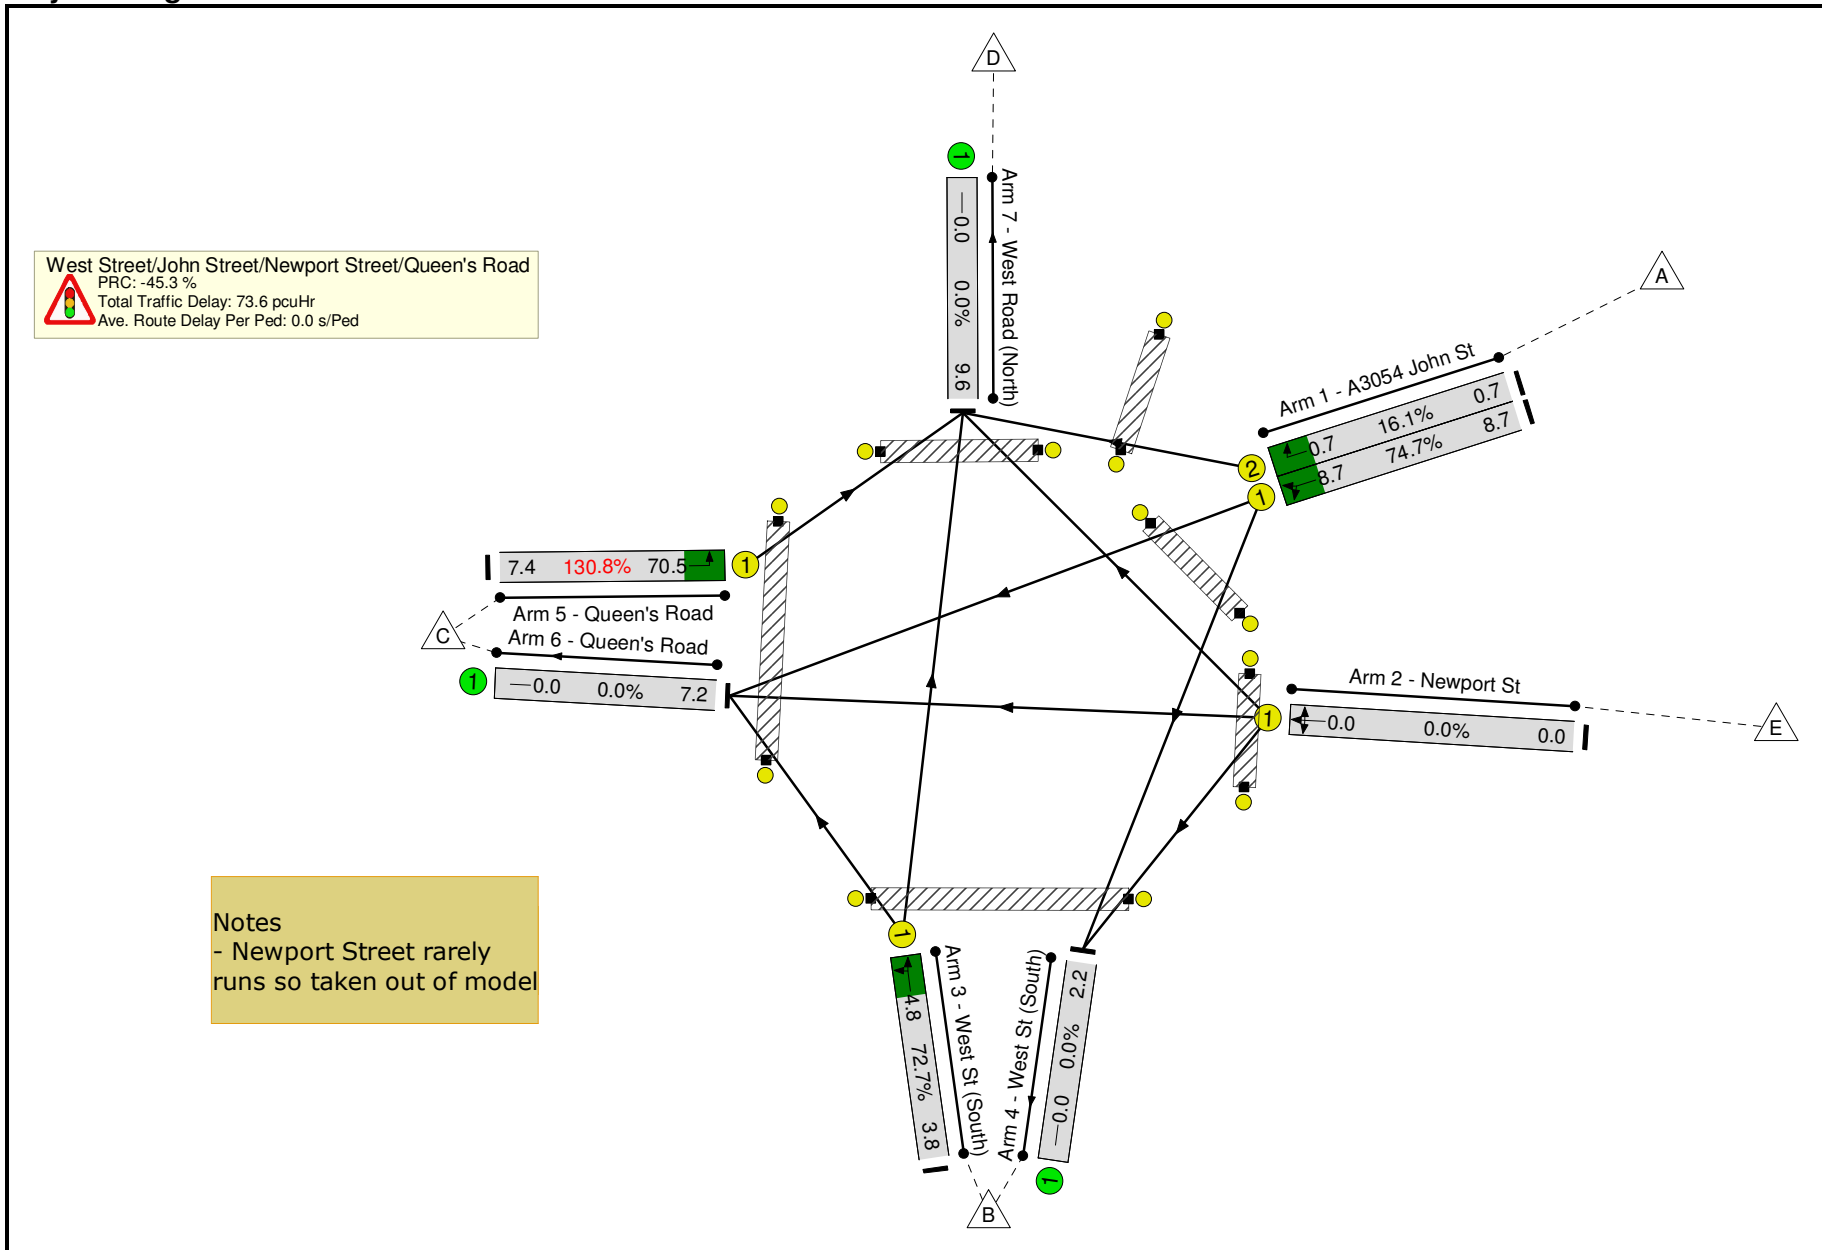 D
1
0.0 0.0% 9.6
Arm 7 - West Road (North)
West Street/John Street/Newport Street/Queen's Road
PRC: -45.3 %
Total Traffic Delay: 73.6 pcuHr
Ave. Route Delay Per Ped: 0.0 s/Ped
A
Arm 1 - A3054 John St
0.7 16.1% 0.7
8.7 74.7% 8.7
2
1
7.4 130.8% 70.5
1
Arm 5 - Queen's Road
C
Arm 6 - Queen's Road
1
0.0 0.0% 7.2
Arm 2 - Newport St
1
0.0 0.0% 0.0
E
Notes
- Newport Street rarely
runs so taken out of model
1
4.8 72.7% 3.8
Arm 3 - West St (South)
Arm 4 - West St (South)
0.0 0.0% 2.2
1
B